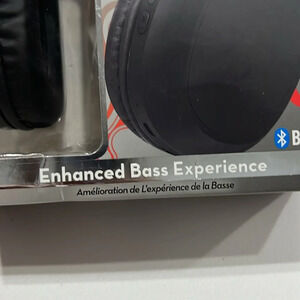 B
Enhanced Bass Experience
Amélioration de L'expérience de la Basse